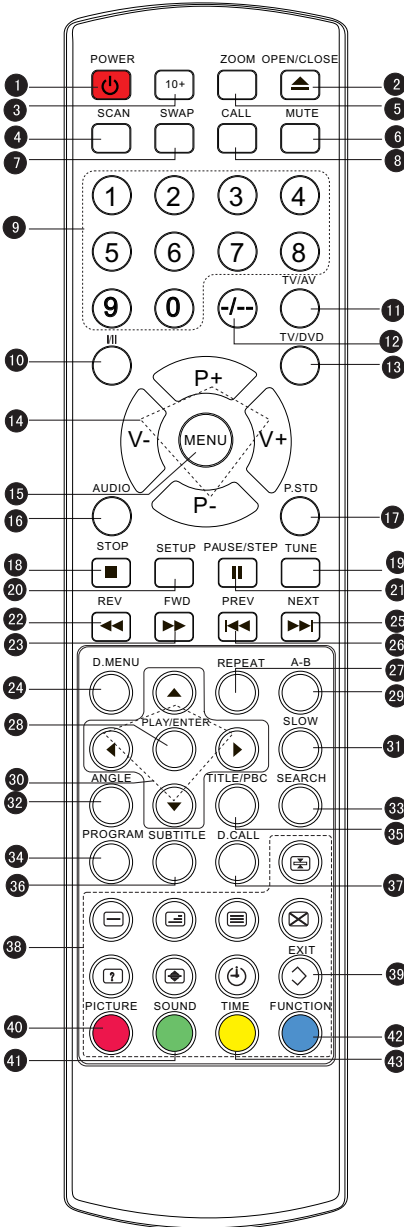 POWER ZOOM OPEN/CLOSE
1 10+ 2
3 5
SCAN SWAP CALL MUTE
4 6
7 8
1 2 3 4
9
5 6 7 8
TV/AV
9 0 -/-- 11
12
I/II TV/DVD
10 13
P+
14
V- MENU V+
15
P-
AUDIO P.STD
16 17
STOP SETUP PAUSE/STEP TUNE
18 19
20 21
REV FWD PREV NEXT
22 25
23 26
D.MENU REPEAT A-B
27
24 29
28 PLAY/ENTER SLOW
31
30
ANGLE TITLE/PBC SEARCH
32 33
35
PROGRAM SUBTITLE D.CALL
34
36 37
38
EXIT
? 39
PICTURE SOUND TIME FUNCTION
40 42
41 43